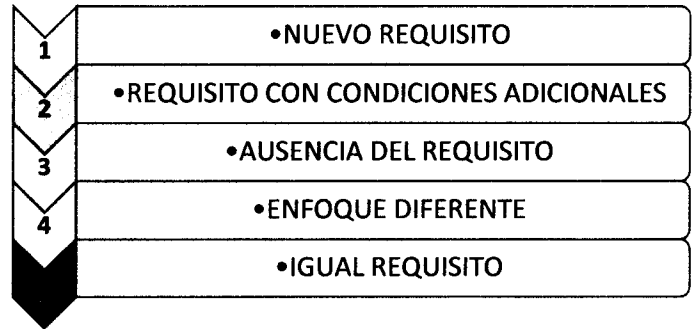 1
•NUEVO REQUISITO
2
•REQUISITO CON CONDICIONES ADICIONALES
3
•AUSENCIA DEL REQUISITO
4
•ENFOQUE DIFERENTE
•IGUAL REQUISITO